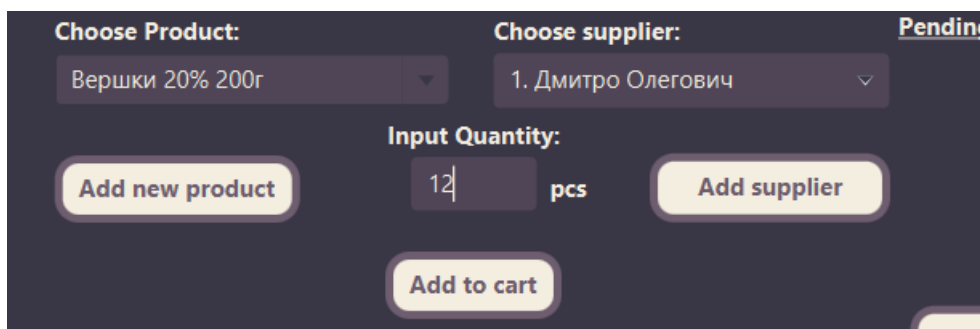 Choose Product:
Choose supplier:
Вершки 20% 200г
1. Дмитро Олегович
Input Quantity:
Add new product
12
pcs
Add supplier
Add to cart